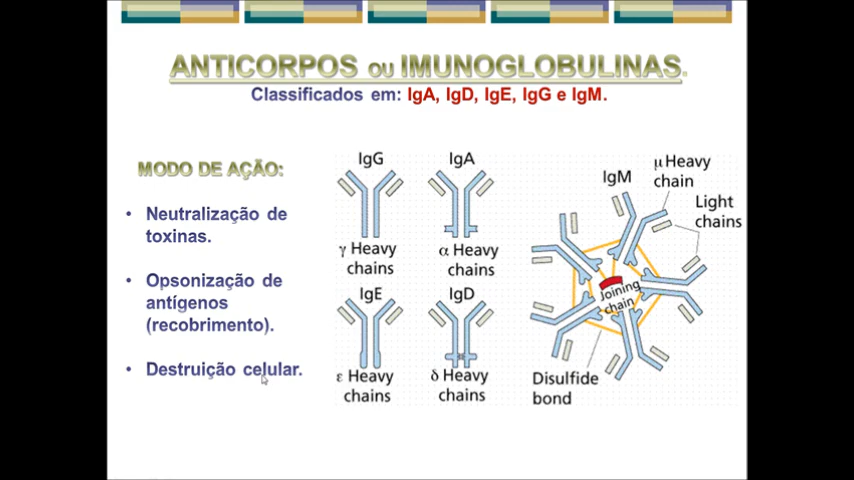 ANTICORPOS OU IMUNOGLOBULINAS.
Classificados em: IgA, IgD, IgE, IgG e IgM.
MODO DE AÇÃO:
• Neutralização de
toxinas.
• Opsonização de
antígenos
(recobrimento).
• Destruição celular.
IgG
γ Heavy
chains
IgA
α Heavy
chains
IgE
ε Heavy
chains
IgD
δ Heavy
chains
IgM
μ Heavy
chain
Light
chains
Joining
chain
Disulfide
bond